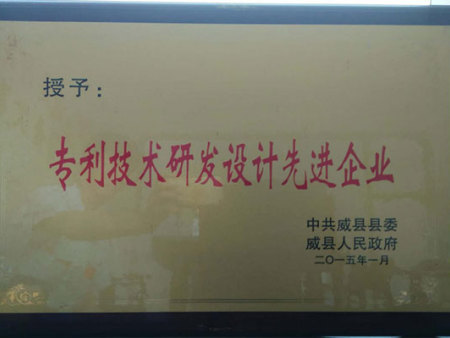 授予：
专利技术研发设计先进企业
中共威县县委
威县人民政府
二〇一五年一月